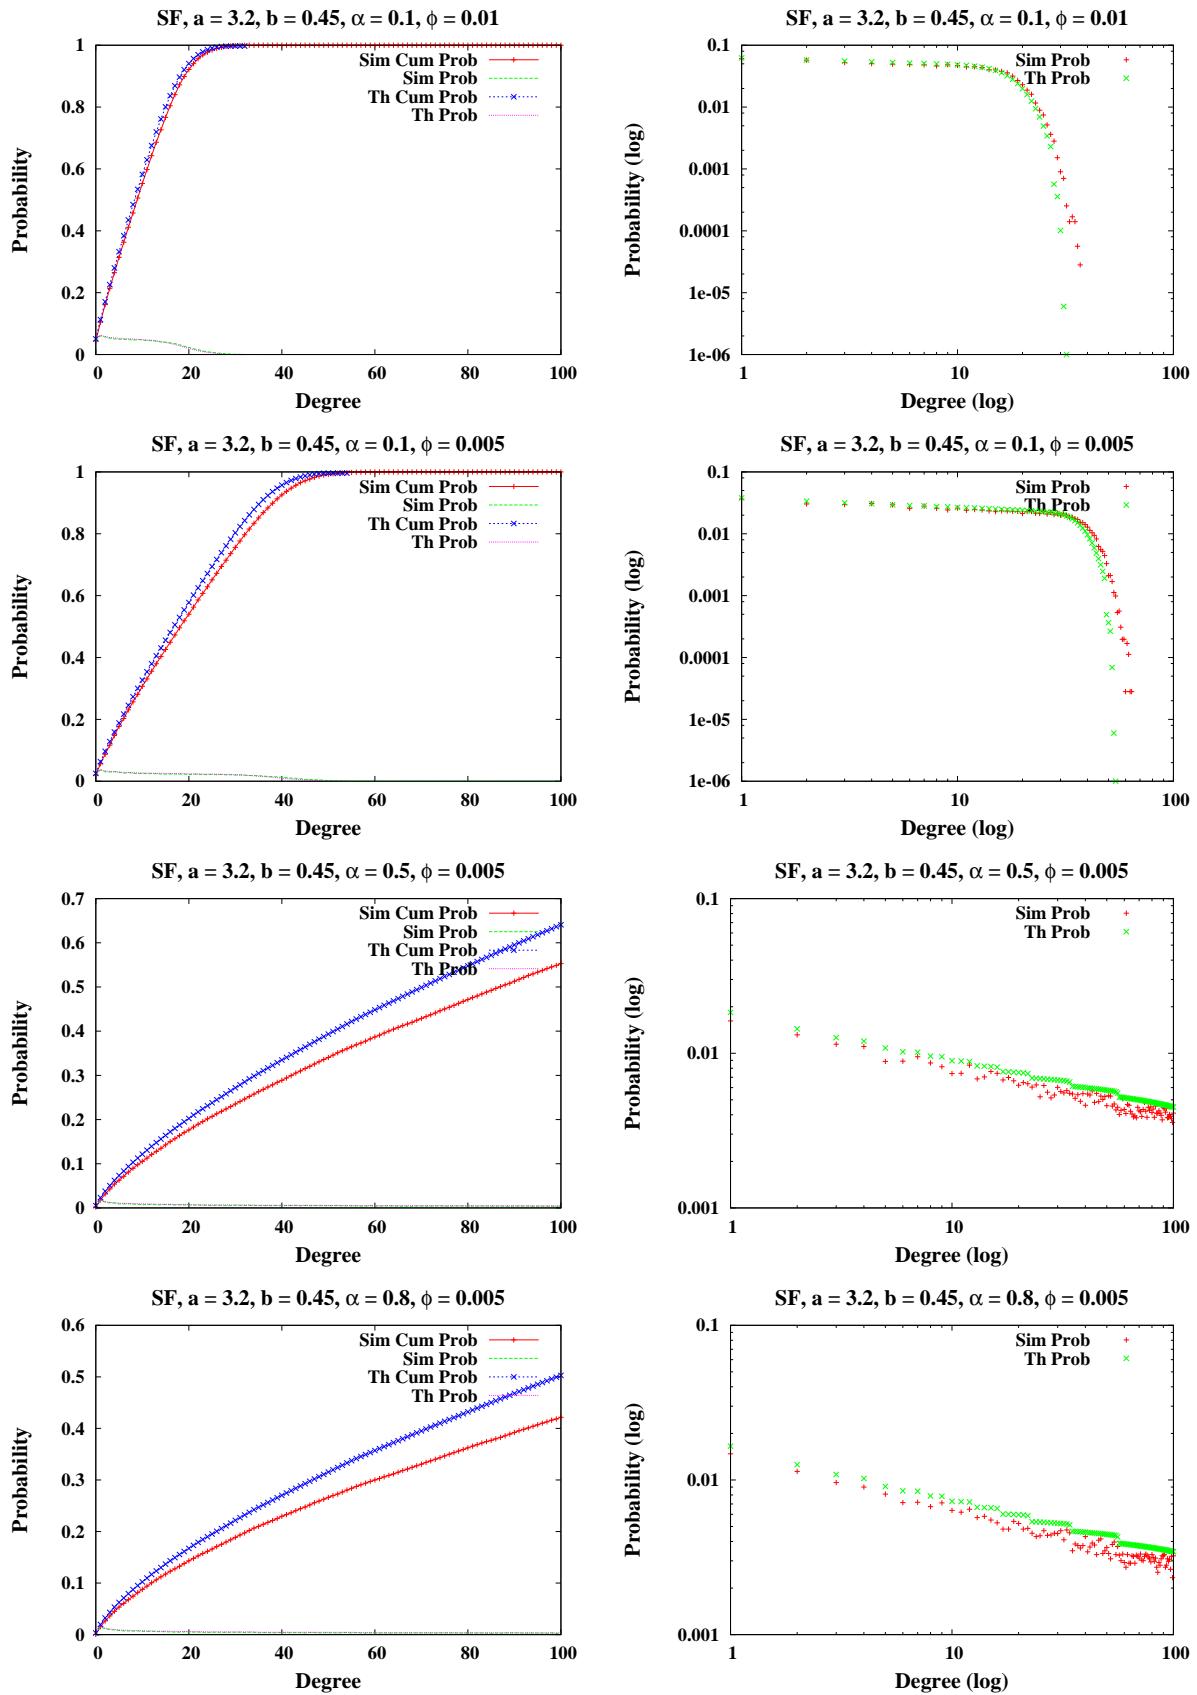 SF, a = 3.2, b = 0.45, α = 0.1, ϕ = 0.01
Probability
1
0.8
0.6
0.4
0.2
0
Sim Cum Prob
Sim Prob
Th Cum Prob
Th Prob
0 20 40 60 80 100
Degree
SF, a = 3.2, b = 0.45, α = 0.1, ϕ = 0.01
Probability (log)
0.1
0.01
0.001
0.0001
1e-05
1e-06
Sim Prob
Th Prob
1 10 100
Degree (log)
SF, a = 3.2, b = 0.45, α = 0.1, ϕ = 0.005
Probability
1
0.8
0.6
0.4
0.2
0
Sim Cum Prob
Sim Prob
Th Cum Prob
Th Prob
0 20 40 60 80 100
Degree
SF, a = 3.2, b = 0.45, α = 0.1, ϕ = 0.005
Probability (log)
0.1
0.01
0.001
0.0001
1e-05
1e-06
Sim Prob
Th Prob
1 10 100
Degree (log)
SF, a = 3.2, b = 0.45, α = 0.5, ϕ = 0.005
Probability
0.7
0.6
0.5
0.4
0.3
0.2
0.1
0
Sim Cum Prob
Sim Prob
Th Cum Prob
Th Prob
0 20 40 60 80 100
Degree
SF, a = 3.2, b = 0.45, α = 0.5, ϕ = 0.005
Probability (log)
0.1
0.01
0.001
Sim Prob
Th Prob
1 10 100
Degree (log)
SF, a = 3.2, b = 0.45, α = 0.8, ϕ = 0.005
Probability
0.6
0.5
0.4
0.3
0.2
0.1
0
Sim Cum Prob
Sim Prob
Th Cum Prob
Th Prob
0 20 40 60 80 100
Degree
SF, a = 3.2, b = 0.45, α = 0.8, ϕ = 0.005
Probability (log)
0.1
0.01
0.001
Sim Prob
Th Prob
1 10 100
Degree (log)